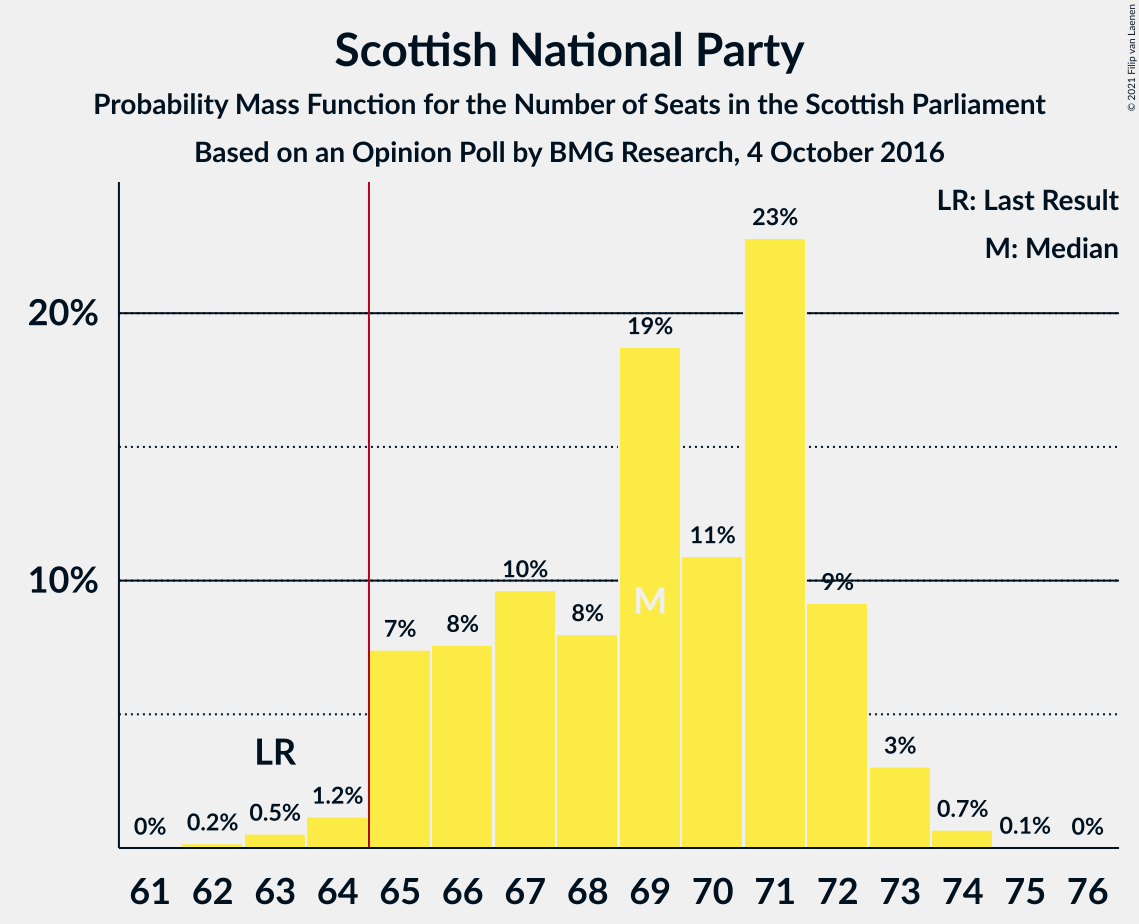 Scottish National Party
Probability Mass Function for the Number of Seats in the Scottish Parliament
Based on an Opinion Poll by BMG Research, 4 October 2016
© 2021 Filip van Laenen
LR: Last Result
M: Median
20%
10%
0%
0.2%
0.5%
1.2%
7%
8%
10%
8%
19%
11%
23%
9%
3%
0.7%
0.1%
0%
LR
M
61 62 63 64 65 66 67 68 69 70 71 72 73 74 75 76